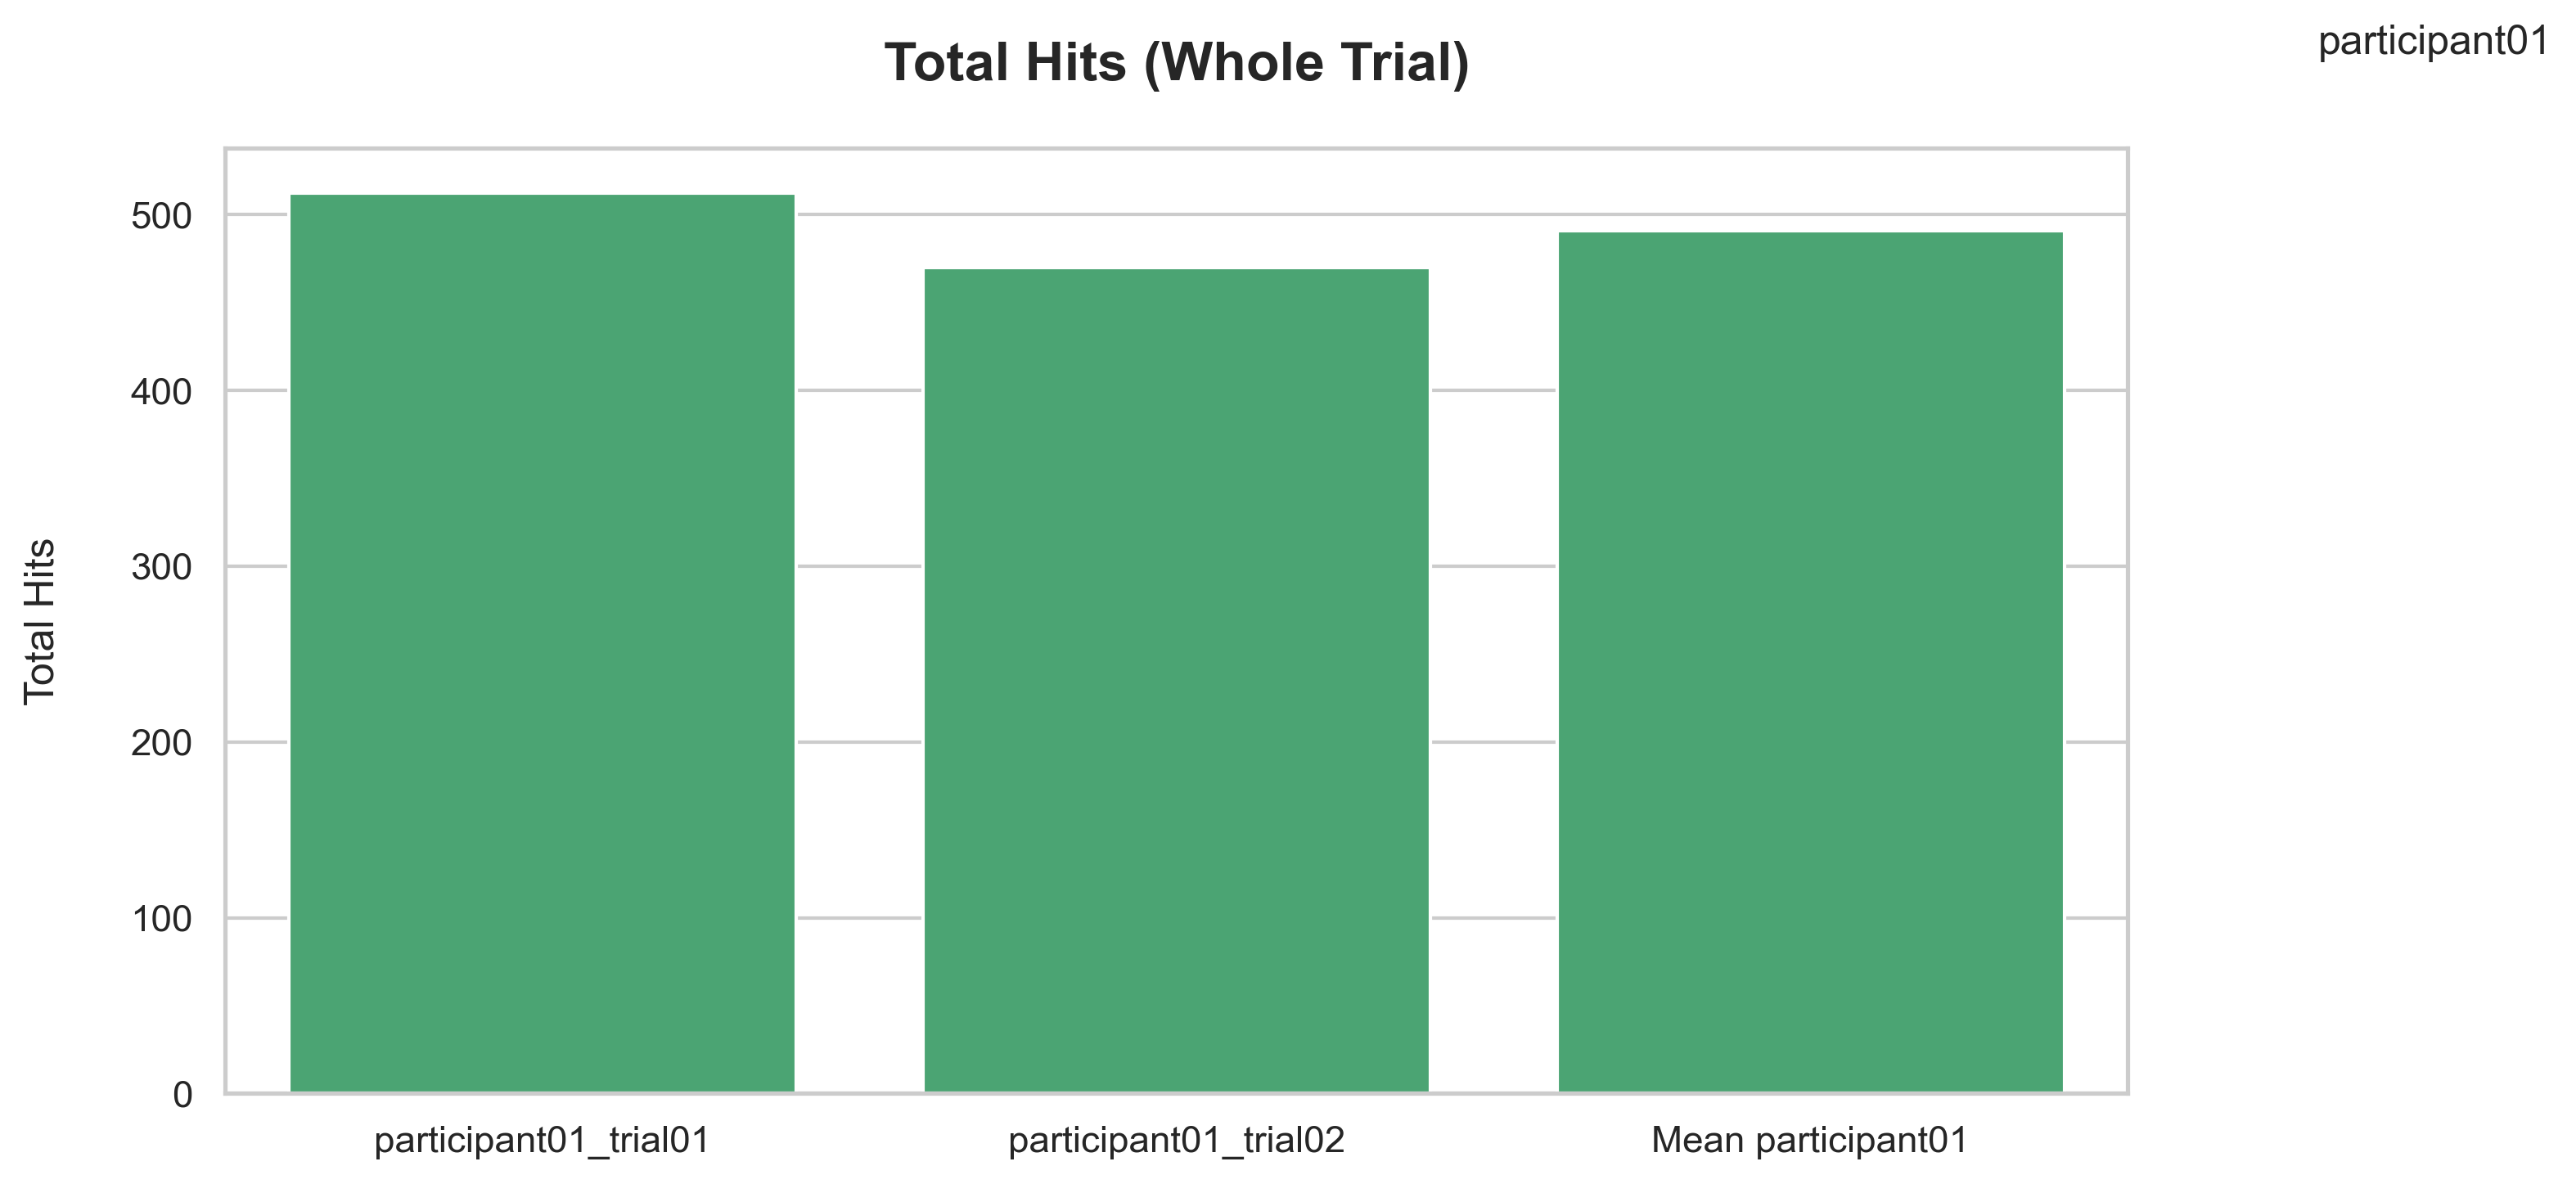 participant01
Total Hits (Whole Trial)
Total Hits
500
400
300
200
100
0
participant01_trial01
participant01_trial02
Mean participant01